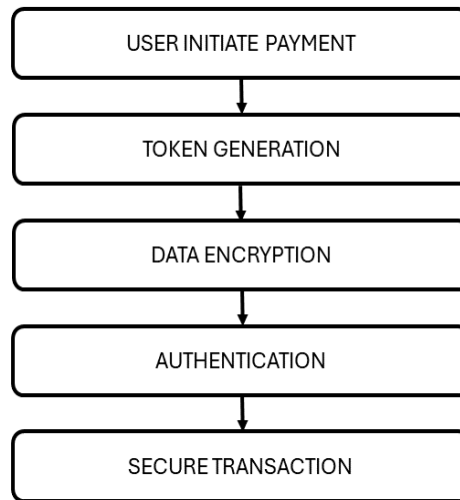 USER INITIATE PAYMENT
TOKEN GENERATION
DATA ENCRYPTION
AUTHENTICATION
SECURE TRANSACTION